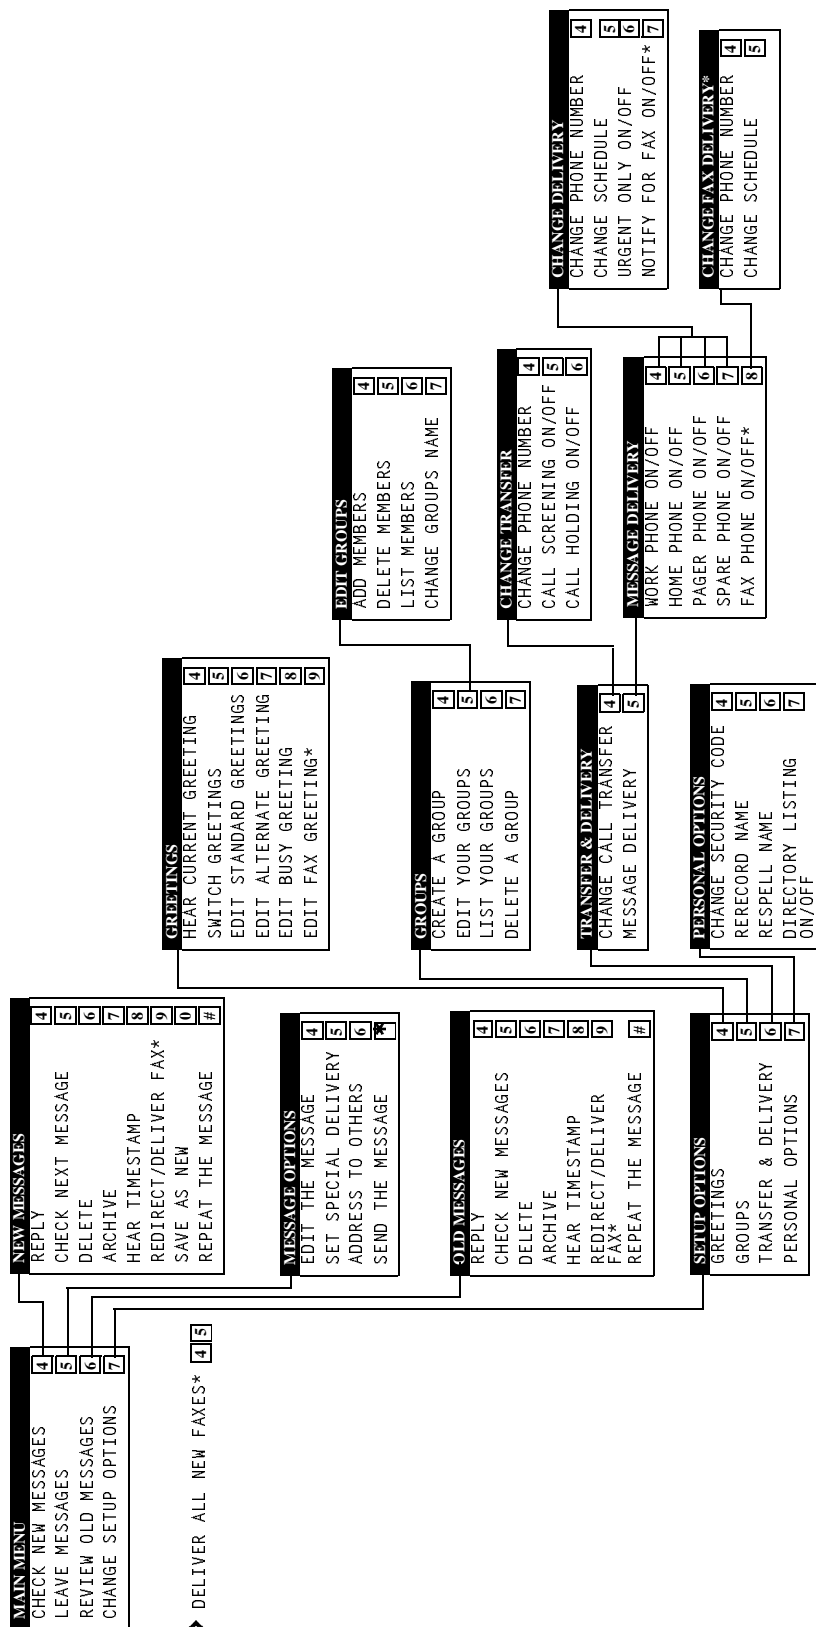 MAIN MENU
CHECK NEW MESSAGES 4
LEAVE MESSAGES 5
REVIEW OLD MESSAGES 6
CHANGE SETUP OPTIONS 7
DELIVER ALL NEW FAXES* 4 5
NEW MESSAGES
REPLY 4
CHECK NEXT MESSAGE 5
DELETE 6
ARCHIVE 7
HEAR TIMESTAMP 8
REDIRECT/DELIVER FAX* 9
SAVE AS NEW 0
REPEAT THE MESSAGE #
MESSAGE OPTIONS
EDIT THE MESSAGE 4
SET SPECIAL DELIVERY 5
ADDRESS TO OTHERS 6
SEND THE MESSAGE *
OLD MESSAGES
REPLY 4
CHECK NEW MESSAGES 5
DELETE 6
ARCHIVE 7
HEAR TIMESTAMP 8
REDIRECT/DELIVER 9
FAX*
REPEAT THE MESSAGE #
SETUP OPTIONS
GREETINGS 4
GROUPS 5
TRANSFER & DELIVERY 6
PERSONAL OPTIONS 7
GREETINGS
HEAR CURRENT GREETING 4
SWITCH GREETINGS 5
EDIT STANDARD GREETINGS 6
EDIT ALTERNATE GREETING 7
EDIT BUSY GREETING 8
EDIT FAX GREETING* 9
GROUPS
CREATE A GROUP 4
EDIT YOUR GROUPS 5
LIST YOUR GROUPS 6
DELETE A GROUP 7
TRANSFER & DELIVERY
CHANGE CALL TRANSFER 4
MESSAGE DELIVERY 5
PERSONAL OPTIONS
CHANGE SECURITY CODE 4
RERECORD NAME 5
RESPELL NAME 6
DIRECTORY LISTING 7
ON/OFF
EDIT GROUPS
ADD MEMBERS 4
DELETE MEMBERS 5
LIST MEMBERS 6
CHANGE GROUPS NAME 7
CHANGE TRANSFER
CHANGE PHONE NUMBER 4
CALL SCREENING ON/OFF 5
CALL HOLDING ON/OFF 6
MESSAGE DELIVERY
WORK PHONE ON/OFF 4
HOME PHONE ON/OFF 5
PAGER PHONE ON/OFF 6
SPARE PHONE ON/OFF 7
FAX PHONE ON/OFF* 8
CHANGE DELIVERY
CHANGE PHONE NUMBER 4
CHANGE SCHEDULE 5
URGENT ONLY ON/OFF 6
NOTIFY FOR FAX ON/OFF* 7
CHANGE FAX DELIVERY*
CHANGE PHONE NUMBER 4
CHANGE SCHEDULE 5